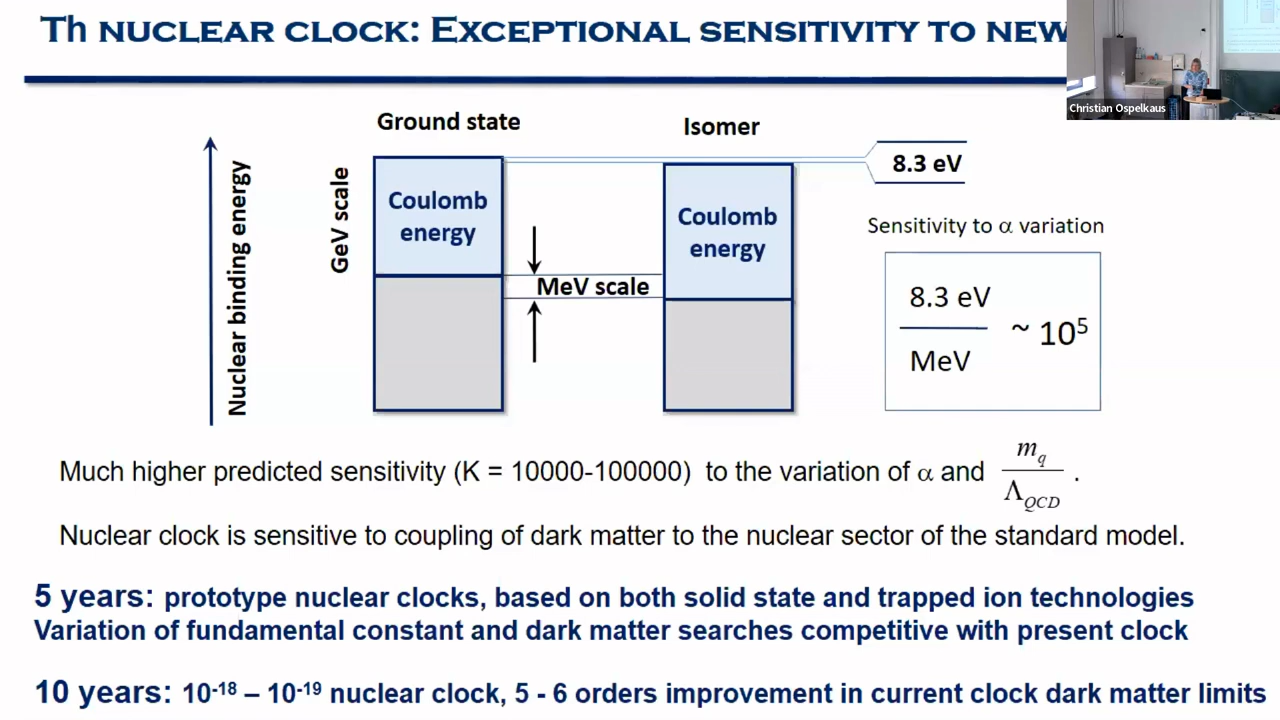 Th NUCLEAR CLOCK: EXCEPTIONAL SENSITIVITY TO NEW
Christian Ospelkaus
Ground state
Isomer
8.3 eV
Nuclear binding energy
GeV scale
Coulomb
energy
Coulomb
energy
MeV scale
Sensitivity to α variation
8.3 eV
MeV
~ 10⁵
Much higher predicted sensitivity (K = 10000-100000) to the variation of α and m_q / Λ_QCD .
Nuclear clock is sensitive to coupling of dark matter to the nuclear sector of the standard model.
5 years: prototype nuclear clocks, based on both solid state and trapped ion technologies
Variation of fundamental constant and dark matter searches competitive with present clock
10 years: 10⁻¹⁸ – 10⁻¹⁹ nuclear clock, 5 - 6 orders improvement in current clock dark matter limits